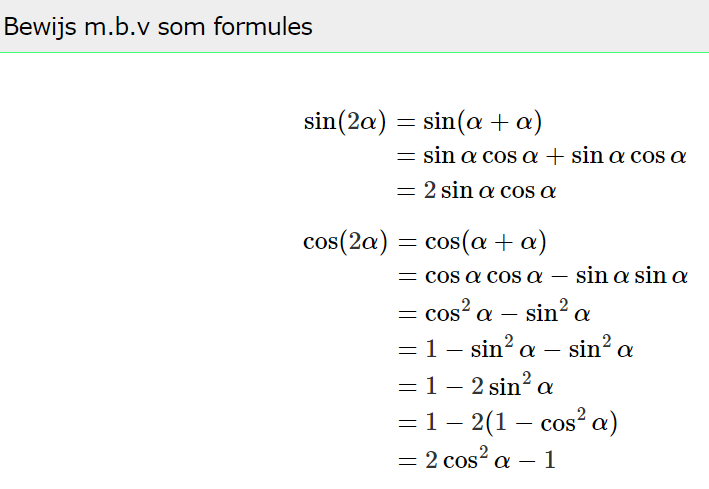 Bewijs m.b.v som formules
sin(2α) = sin(α + α)
= sin α cos α + sin α cos α
= 2 sin α cos α
cos(2α) = cos(α + α)
= cos α cos α − sin α sin α
= cos² α − sin² α
= 1 − sin² α − sin² α
= 1 − 2 sin² α
= 1 − 2(1 − cos² α)
= 2 cos² α − 1